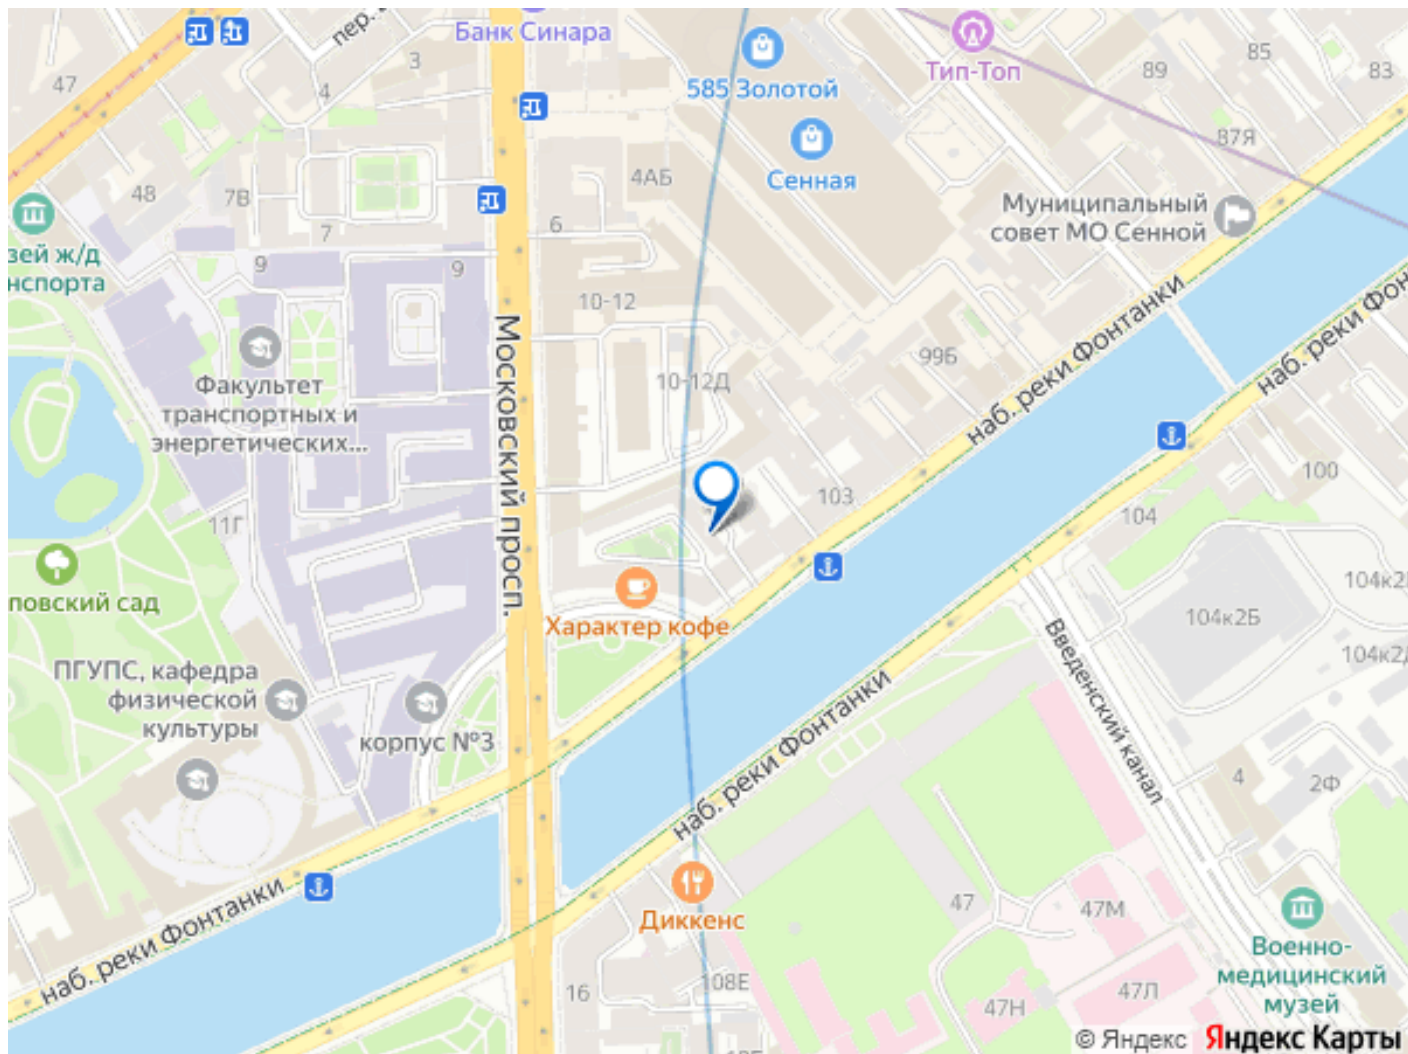 Банк Синара
пер.
47
4
3
585 Золотой
Тип-Топ
85
89
83
87Я
Сенная
4АБ
48
7В
7
6
9
9
Муниципальный
совет МО Сенной
зей ж/д
нспорта
10-12
Московский просп.
Факультет
транспортных и
энергетических...
10-12Д
99Б
наб. реки Фонтанки
наб. реки Фон
103
100
104
11Г
повский сад
Характер кофе
104к2
104к2Б
104к2Д
Введенский канал
ПГУПС, кафедра
физической
культуры
корпус №3
наб. реки Фонтанки
4
2Ф
наб. реки Фонтанки
Диккенс
47
47М
Военно-
медицинский
музей
16
108Е
47Н
47Л
© Яндекс Яндекс Карты